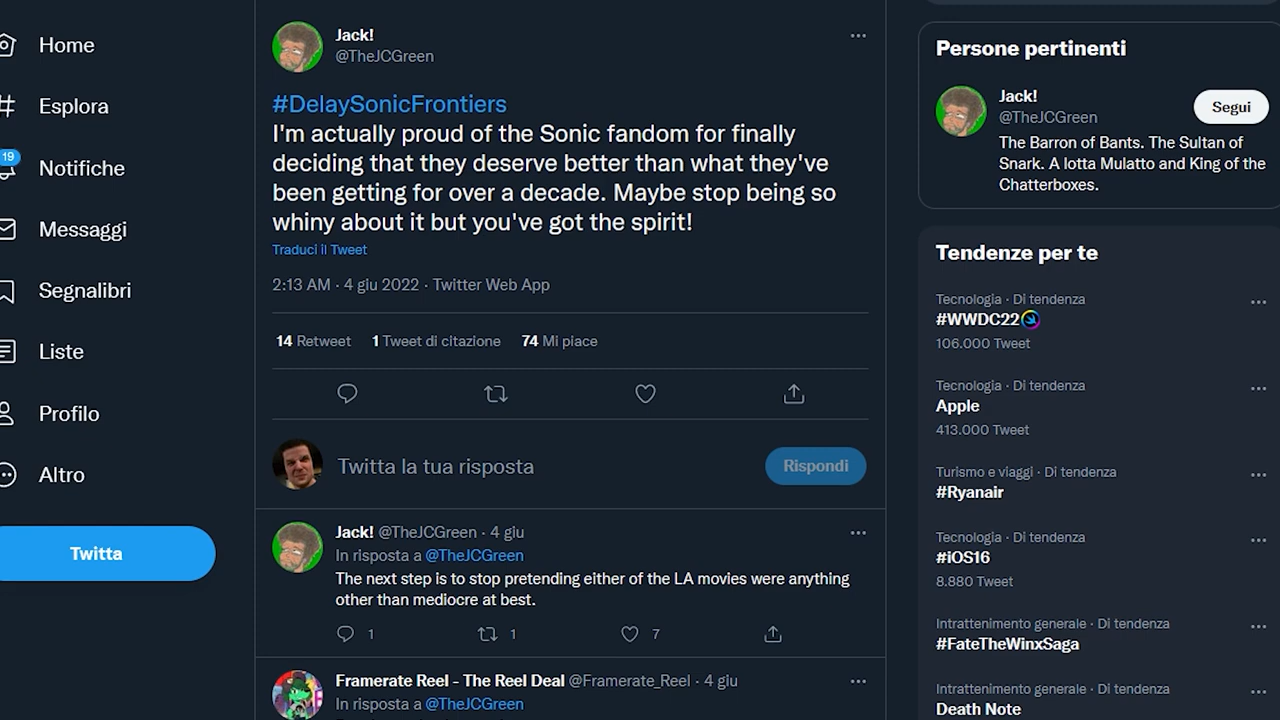 Home
Esplora
19
Notifiche
Messaggi
Segnalibri
Liste
Profilo
Altro
Twitta
Jack!
@TheJCGreen
#DelaySonicFrontiers
I'm actually proud of the Sonic fandom for finally
deciding that they deserve better than what they've
been getting for over a decade. Maybe stop being so
whiny about it but you've got the spirit!
Traduci il Tweet
2:13 AM · 4 giu 2022 · Twitter Web App
14 Retweet 1 Tweet di citazione 74 Mi piace
Twitta la tua risposta
Rispondi
Jack! @TheJCGreen · 4 giu
In risposta a @TheJCGreen
The next step is to stop pretending either of the LA movies were anything
other than mediocre at best.
1 1 7
Framerate Reel - The Reel Deal @Framerate_Reel · 4 giu
In risposta a @TheJCGreen
Persone pertinenti
Jack!
@TheJCGreen
Segui
The Barron of Bants. The Sultan of
Snark. A lotta Mulatto and King of the
Chatterboxes.
Tendenze per te
Tecnologia · Di tendenza
#WWDC22
106.000 Tweet
Tecnologia · Di tendenza
Apple
413.000 Tweet
Turismo e viaggi · Di tendenza
#Ryanair
Tecnologia · Di tendenza
#iOS16
8.880 Tweet
Intrattenimento generale · Di tendenza
#FateTheWinxSaga
Intrattenimento generale · Di tendenza
Death Note